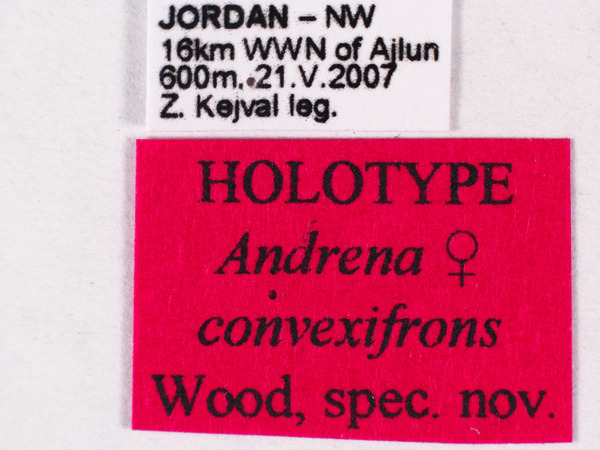 JORDAN – NW
16km WWN of Ajlun
600m, 21.V.2007
Z. Kejval leg.
HOLOTYPE
Andrena ♀
convexifrons
Wood, spec. nov.